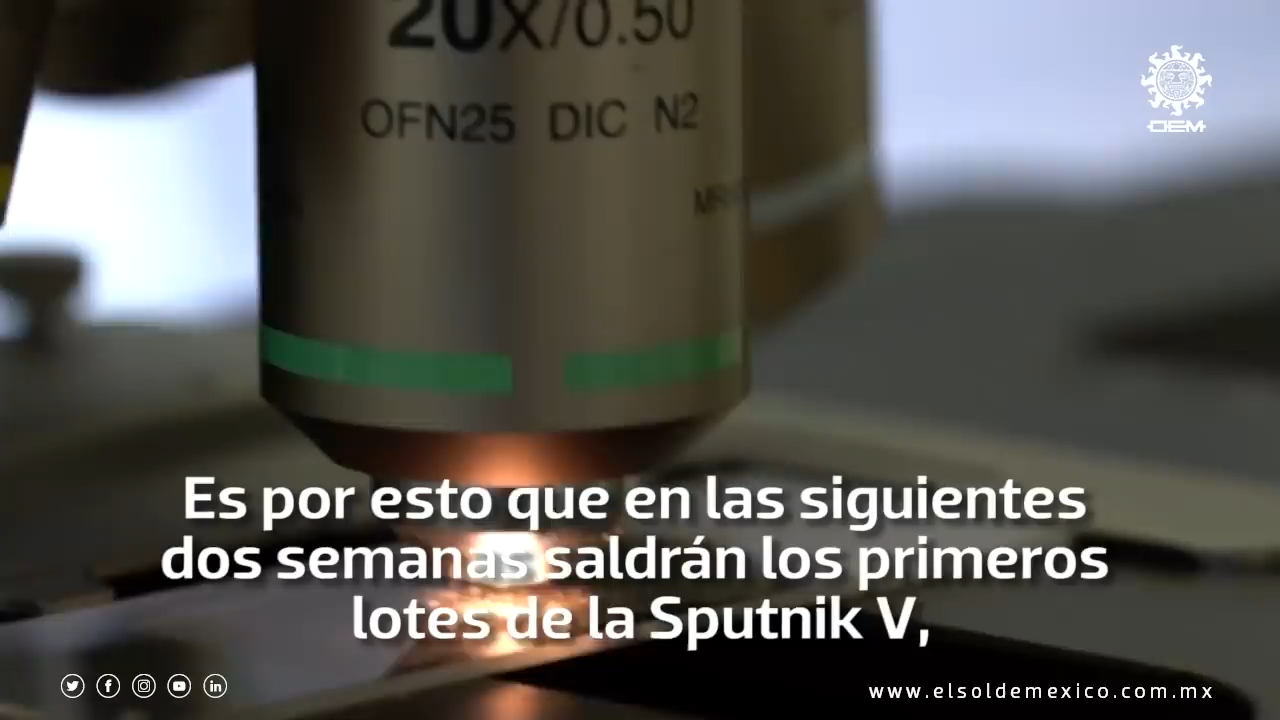 20X/0.50
OFN25 DIC N2
OEM
Es por esto que en las siguientes
dos semanas saldrán los primeros
lotes de la Sputnik V,
www.elsoldemexico.com.mx